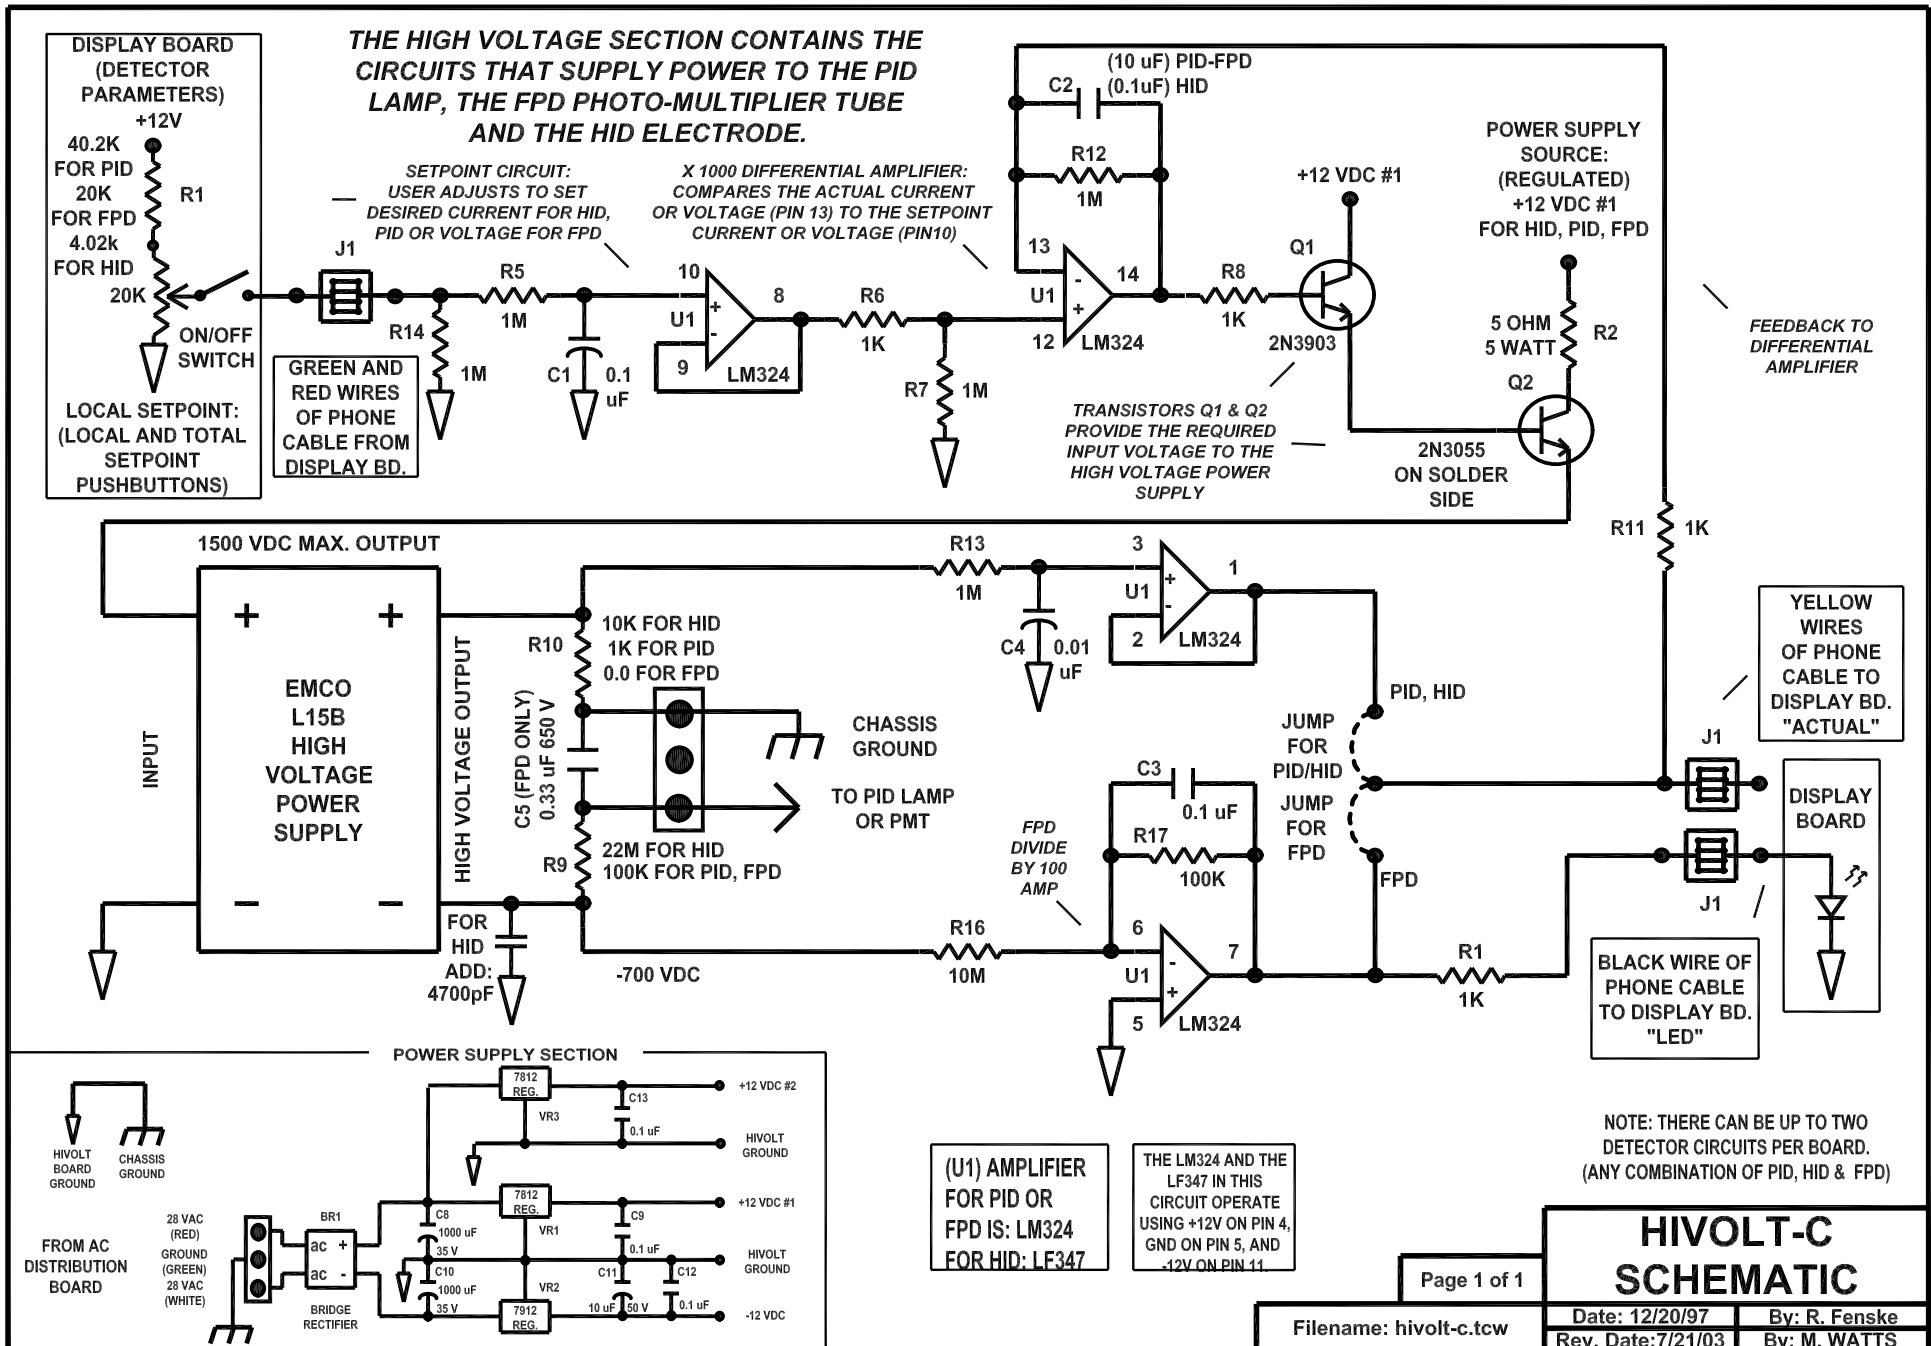 DISPLAY BOARD
(DETECTOR
PARAMETERS)
+12V
40.2K
FOR PID
20K
FOR FPD
4.02k
FOR HID
R1
20K
ON/OFF
SWITCH
LOCAL SETPOINT:
(LOCAL AND TOTAL
SETPOINT
PUSHBUTTONS)
THE HIGH VOLTAGE SECTION CONTAINS THE
CIRCUITS THAT SUPPLY POWER TO THE PID
LAMP, THE FPD PHOTO-MULTIPLIER TUBE
AND THE HID ELECTRODE.
SETPOINT CIRCUIT:
USER ADJUSTS TO SET
DESIRED CURRENT FOR HID,
PID OR VOLTAGE FOR FPD
X 1000 DIFFERENTIAL AMPLIFIER:
COMPARES THE ACTUAL CURRENT
OR VOLTAGE (PIN 13) TO THE SETPOINT
CURRENT OR VOLTAGE (PIN10)
J1
R14
1M
GREEN AND
RED WIRES
OF PHONE
CABLE FROM
DISPLAY BD.
R5
1M
C1
0.1
uF
10
U1
9
8
LM324
R6
1K
R7
1M
C2
(10 uF) PID-FPD
(0.1uF) HID
R12
1M
13
U1
12
14
LM324
R8
1K
+12 VDC #1
Q1
2N3903
TRANSISTORS Q1 & Q2
PROVIDE THE REQUIRED
INPUT VOLTAGE TO THE
HIGH VOLTAGE POWER
SUPPLY
POWER SUPPLY
SOURCE:
(REGULATED)
+12 VDC #1
FOR HID, PID, FPD
5 OHM
5 WATT
R2
Q2
2N3055
ON SOLDER
SIDE
FEEDBACK TO
DIFFERENTIAL
AMPLIFIER
R11
1K
1500 VDC MAX. OUTPUT
INPUT
+ +
EMCO
L15B
HIGH
VOLTAGE
POWER
SUPPLY
- -
HIGH VOLTAGE OUTPUT
R10
10K FOR HID
1K FOR PID
0.0 FOR FPD
C5 (FPD ONLY)
0.33 uF 650 V
CHASSIS
GROUND
TO PID LAMP
OR PMT
R9
22M FOR HID
100K FOR PID, FPD
FOR
HID
ADD:
4700pF
-700 VDC
R13
1M
C4
0.01
uF
3
U1
2
1
LM324
PID, HID
JUMP
FOR
PID/HID
JUMP
FOR
FPD
FPD
FPD
DIVIDE
BY 100
AMP
C3
0.1 uF
R17
100K
R16
10M
6
U1
5
7
LM324
R1
1K
YELLOW
WIRES
OF PHONE
CABLE TO
DISPLAY BD.
"ACTUAL"
J1
DISPLAY
BOARD
J1
BLACK WIRE OF
PHONE CABLE
TO DISPLAY BD.
"LED"
POWER SUPPLY SECTION
HIVOLT
BOARD
GROUND
CHASSIS
GROUND
7812
REG.
VR3
C13
0.1 uF
+12 VDC #2
HIVOLT
GROUND
FROM AC
DISTRIBUTION
BOARD
28 VAC
(RED)
GROUND
(GREEN)
28 VAC
(WHITE)
BR1
ac +
ac -
BRIDGE
RECTIFIER
C8
1000 uF
35 V
C10
1000 uF
35 V
7812
REG.
VR1
VR2
7912
REG.
C9
0.1 uF
C11
10 uF
50 V
C12
0.1 uF
+12 VDC #1
HIVOLT
GROUND
-12 VDC
(U1) AMPLIFIER
FOR PID OR
FPD IS: LM324
FOR HID: LF347
THE LM324 AND THE
LF347 IN THIS
CIRCUIT OPERATE
USING +12V ON PIN 4,
GND ON PIN 5, AND
-12V ON PIN 11.
NOTE: THERE CAN BE UP TO TWO
DETECTOR CIRCUITS PER BOARD.
(ANY COMBINATION OF PID, HID & FPD)
HIVOLT-C
SCHEMATIC
Page 1 of 1
Filename: hivolt-c.tcw
Date: 12/20/97
By: R. Fenske
Rev. Date:7/21/03
By: M. WATTS